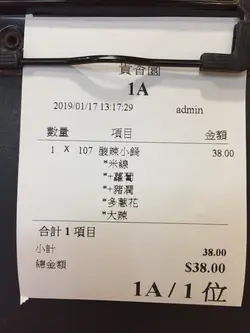 貴香園
1A
2019/01/17 13:17:29 admin
數量 項目 金額
1 X 107 酸辣小鍋 38.00
*米線
*+蘿蔔
*+豬潤
*多蔥花
*大辣
合計 1 項目
小計 38.00
總金額 $38.00
1A / 1 位